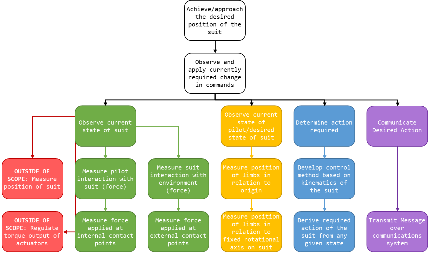 Achieve/approach
the desired
position of the
suit
Observe and
apply currently
required change
in commands
Observe current
state of suit
Observe current
state of
pilot/desired
state of suit
Determine action
required
Communicate
Desired Action
OUTSIDE OF
SCOPE: Measure
position of suit
Measure pilot
interaction with
suit (force)
Measure suit
interaction with
environment
(force)
Measure position
of limbs in
relation to
origin
Develop control
method based on
kinematics of
the suit
OUTSIDE OF
SCOPE: Regulate
torque output of
actuators
Measure force
applied at
internal contact
points
Measure force
applied at
external contact
points
Measure position
of limbs in
relation to
fixed rotational
axis on suit
Derive required
action of the
suit from any
given state
Transmit Message
over
communications
system